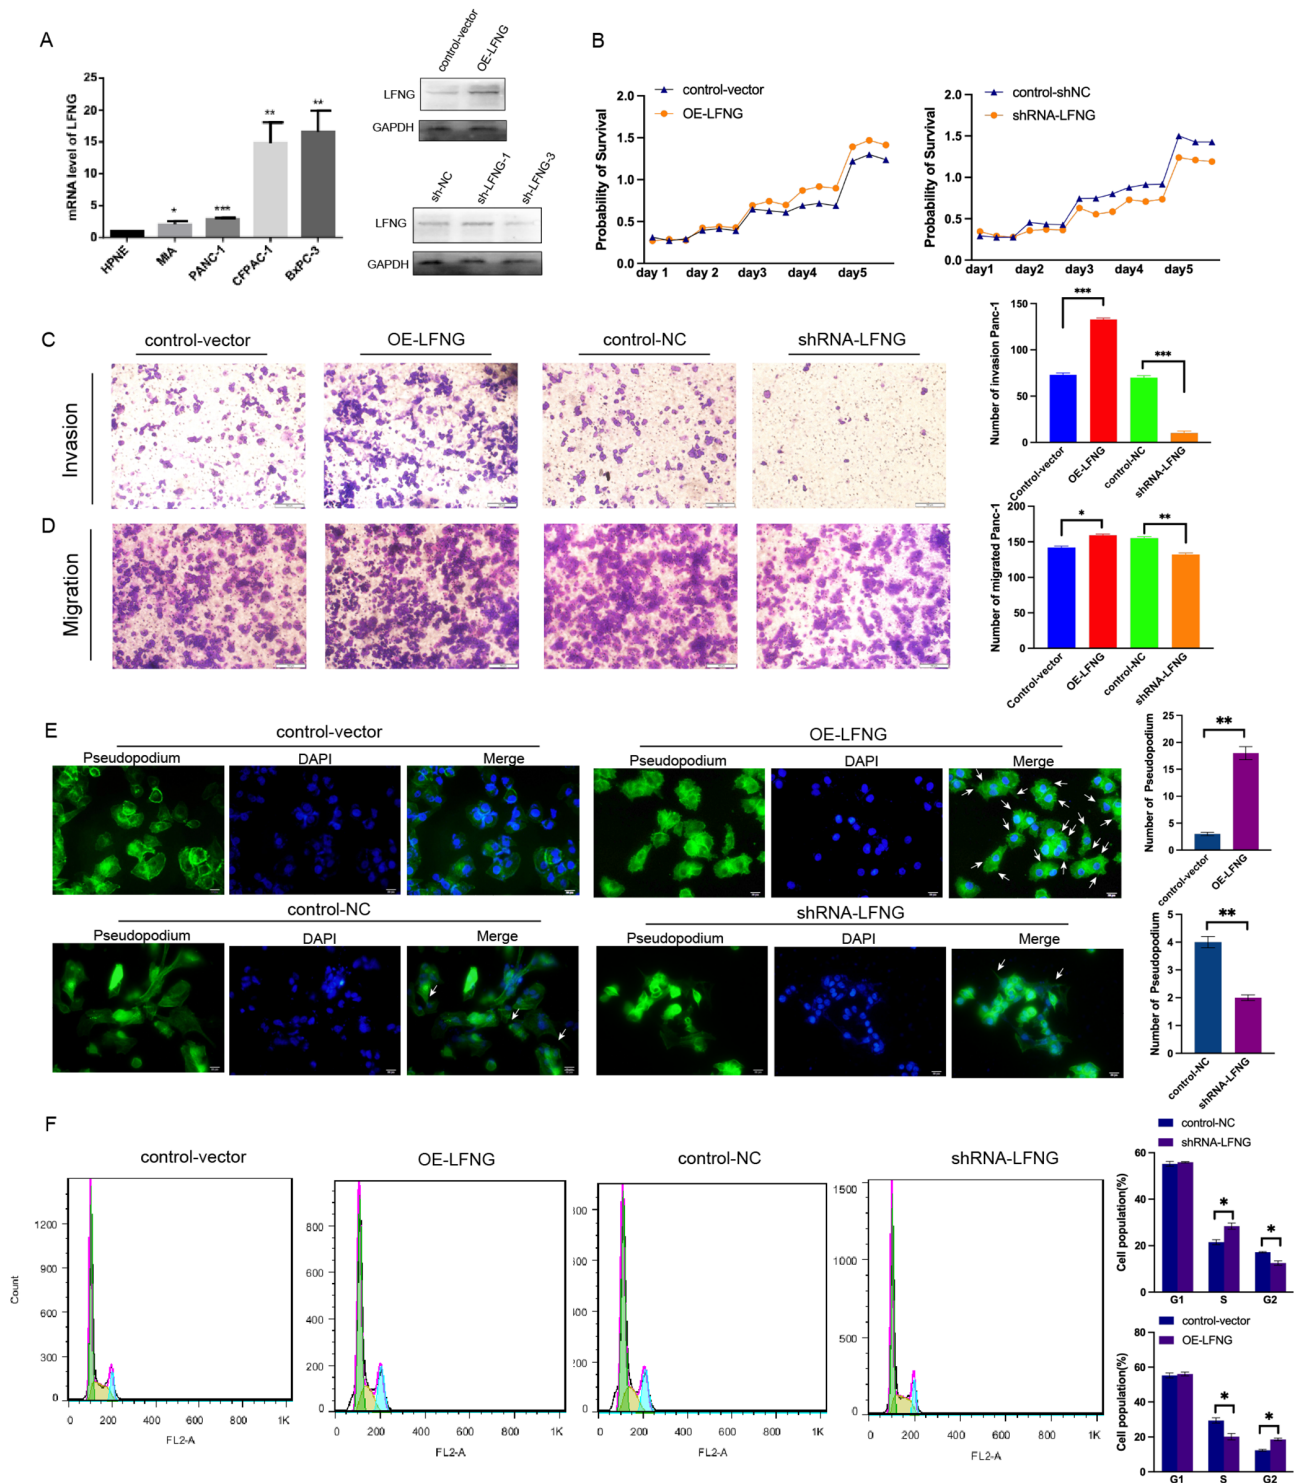 A
mRNA level of LFNG
25
20
15
10
5
0
*
***
**
**
HPNE
MIA
PANC-1
CFPAC-1
BxPC-3
control-vector
OE-LFNG
LFNG
GAPDH
sh-NC
sh-LFNG-1
sh-LFNG-3
LFNG
GAPDH
B
control-vector
OE-LFNG
Probability of Survival
2.0
1.5
1.0
0.5
0.0
day 1 day 2 day3 day4 day5
control-shNC
shRNA-LFNG
Probability of Survival
2.0
1.5
1.0
0.5
0.0
day1 day2 day3 day4 day5
C
control-vector OE-LFNG control-NC shRNA-LFNG
Invasion
Number of invasion Panc-1
150
100
50
0
***
***
Control-vector
OE-LFNG
control-NC
shRNA-LFNG
D
Migration
Number of migrated Panc-1
200
150
100
50
0
*
**
Control-vector
OE-LFNG
control-NC
shRNA-LFNG
E
control-vector
Pseudopodium DAPI Merge
OE-LFNG
Pseudopodium DAPI Merge
Number of Pseudopodium
25
20
15
10
5
0
**
control-vector
OE-LFNG
control-NC
Pseudopodium DAPI Merge
shRNA-LFNG
Pseudopodium DAPI Merge
Number of Pseudopodium
5
4
3
2
1
0
**
control-NC
shRNA-LFNG
F
control-vector
Count
1200
900
600
300
0
0 200 400 600 800 1K
FL2-A
OE-LFNG
800
600
400
200
0
0 200 400 600 800 1K
FL2-A
control-NC
800
600
400
200
0
0 200 400 600 800 1K
FL2-A
shRNA-LFNG
1500
1000
500
0
0 200 400 600 800 1K
FL2-A
control-NC
shRNA-LFNG
Cell population(%)
60
40
20
0
*
*
G1 S G2
control-vector
OE-LFNG
Cell population(%)
80
60
40
20
0
*
*
G1 S G2